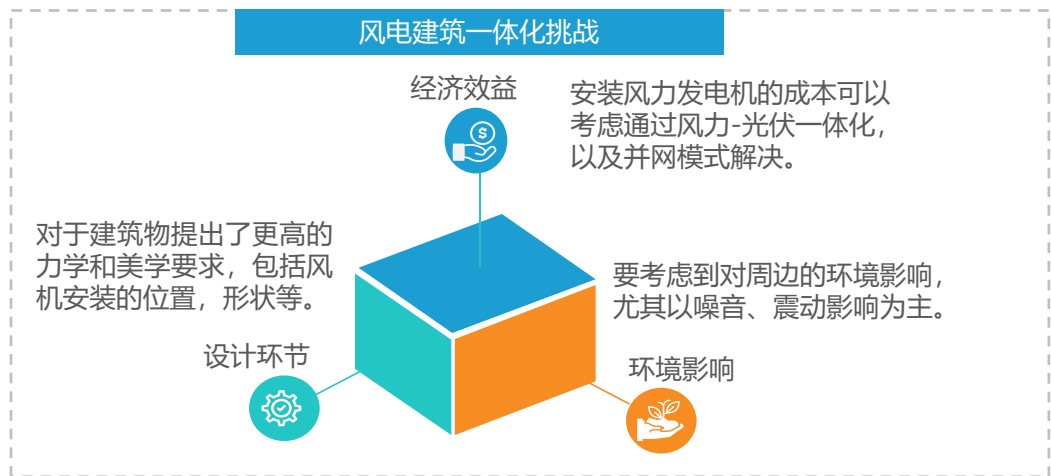 风电建筑一体化挑战
经济效益
安装风力发电机的成本可以
考虑通过风力-光伏一体化，
以及并网模式解决。
$
对于建筑物提出了更高的
力学和美学要求，包括风
机安装的位置，形状等。
要考虑到对周边的环境影响，
尤其以噪音、震动影响为主。
设计环节
环境影响